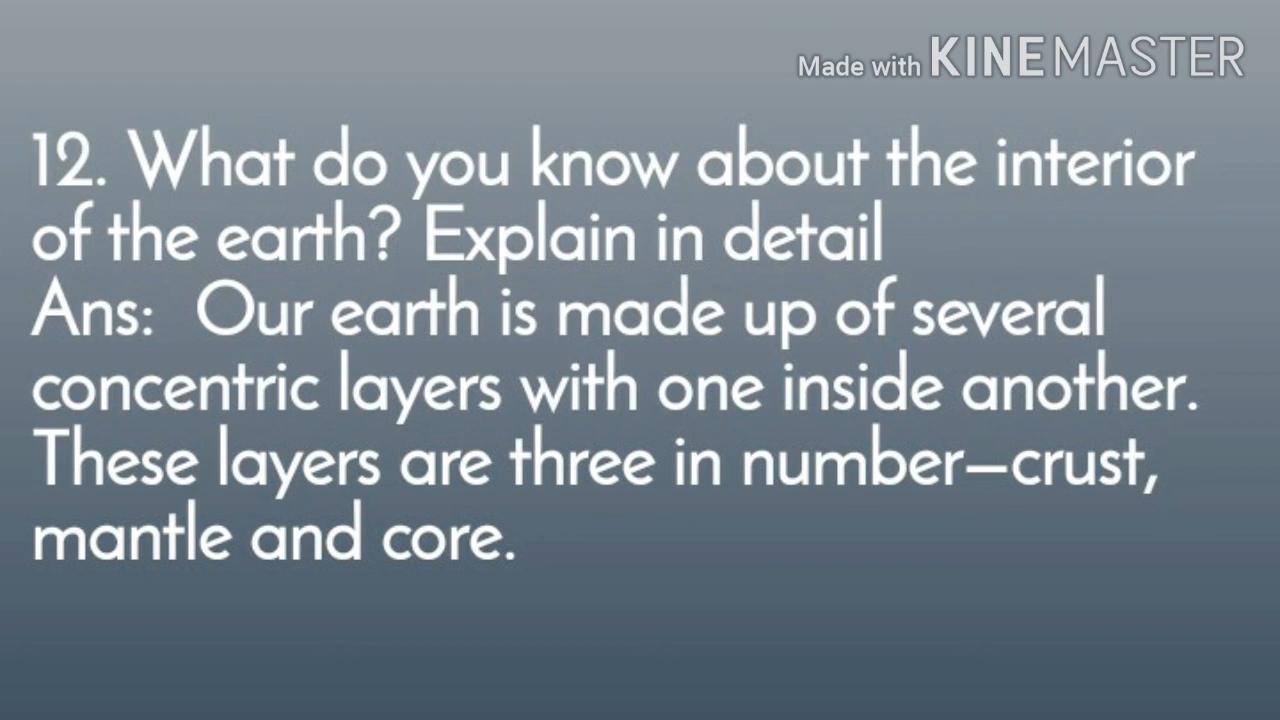 Made with KINEMASTER
12. What do you know about the interior
of the earth? Explain in detail
Ans: Our earth is made up of several
concentric layers with one inside another.
These layers are three in number—crust,
mantle and core.